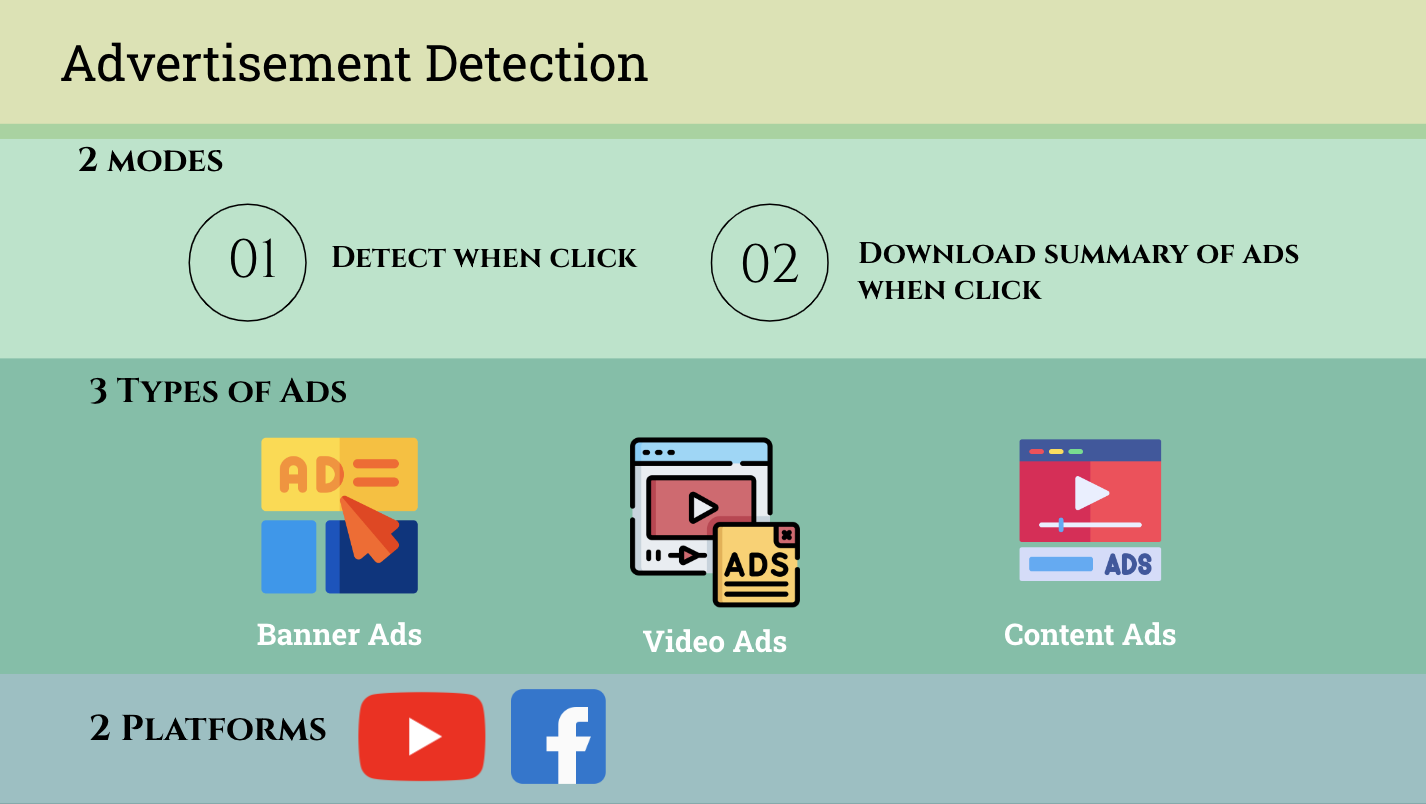 Advertisement Detection
2 modes
01
Detect when click
02
Download summary of ads
when click
3 Types of Ads
AD
ADS
ADS
Banner Ads
Video Ads
Content Ads
2 Platforms